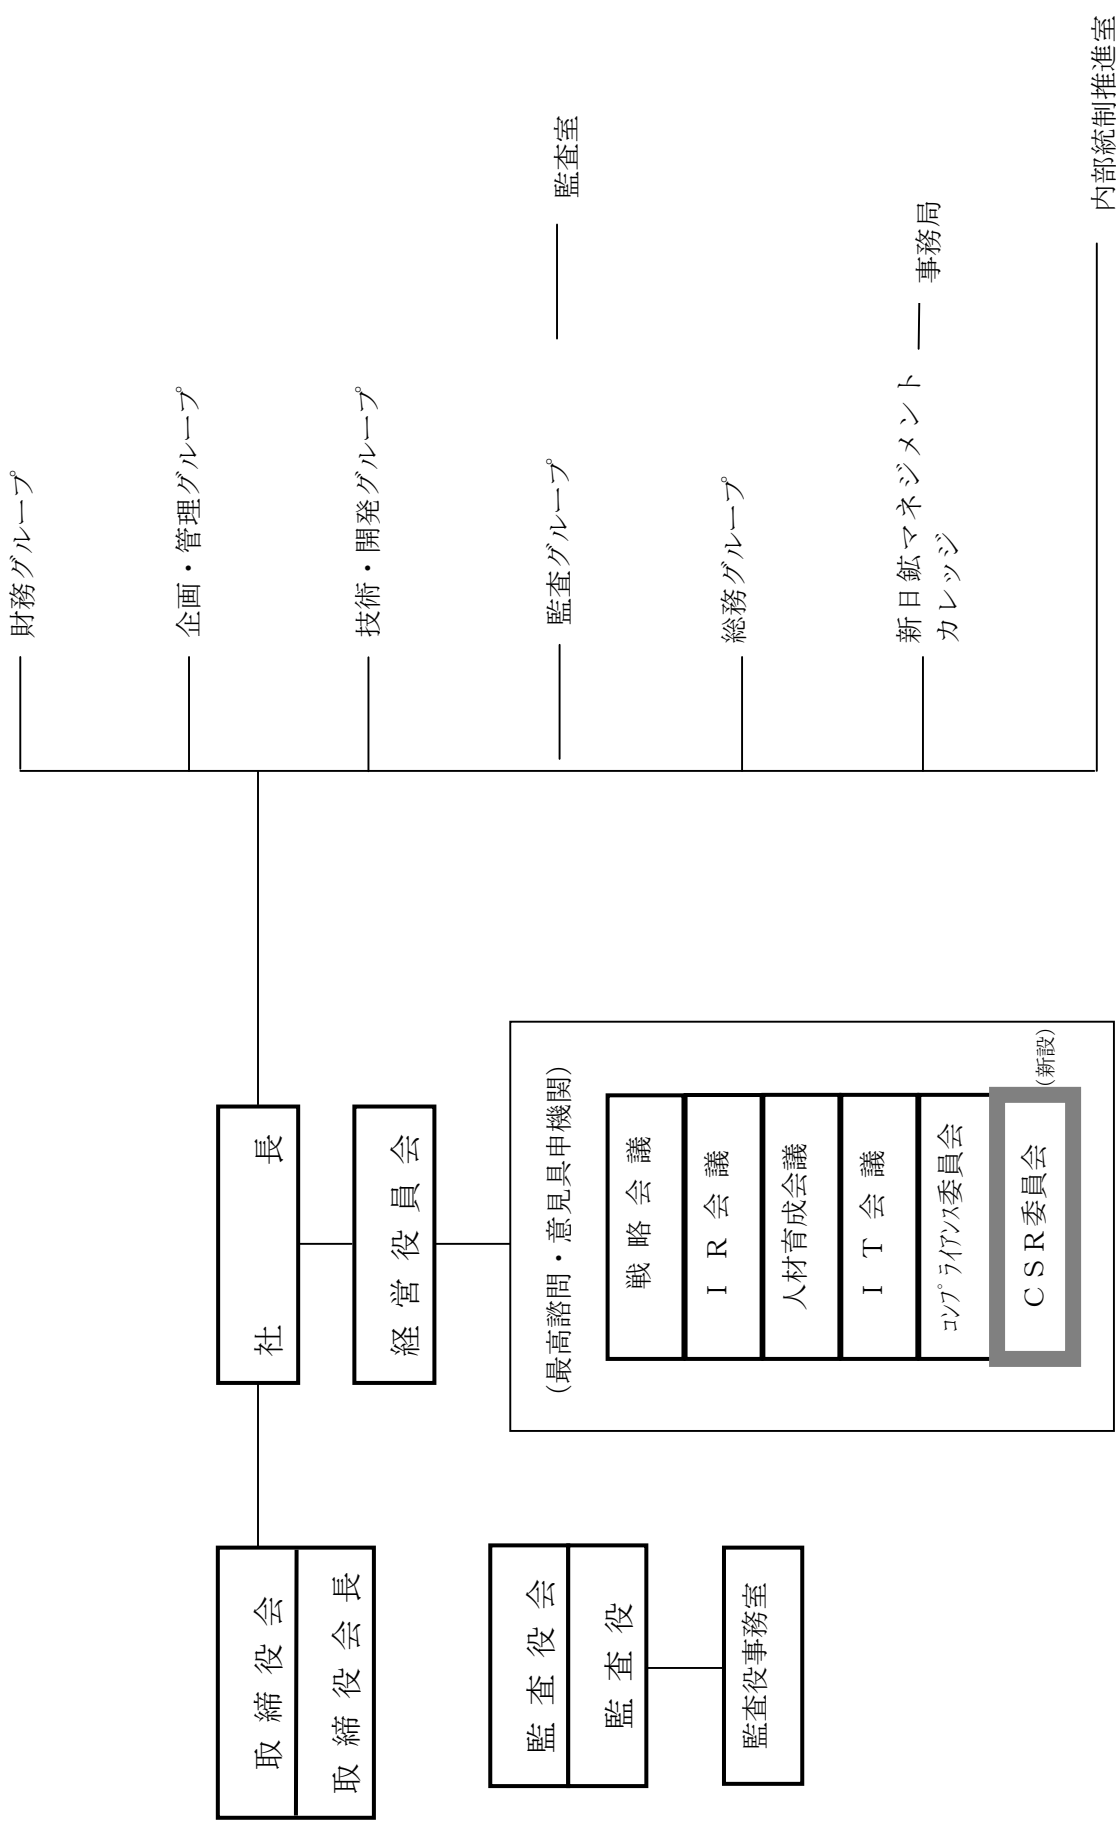 取締役会
取締役会長
監査役会
監査役
監査役事務室
社長
経営役員会
(最高諮問・意見具申機関)
戦略会議
ＩＲ会議
人材育成会議
ＩＴ会議
ｺﾝﾌﾟﾗｲｱﾝｽ委員会
ＣＳＲ委員会
(新設)
財務グループ
企画・管理グループ
技術・開発グループ
監査グループ
監査室
総務グループ
新日鉱マネジメント
カレッジ
事務局
内部統制推進室